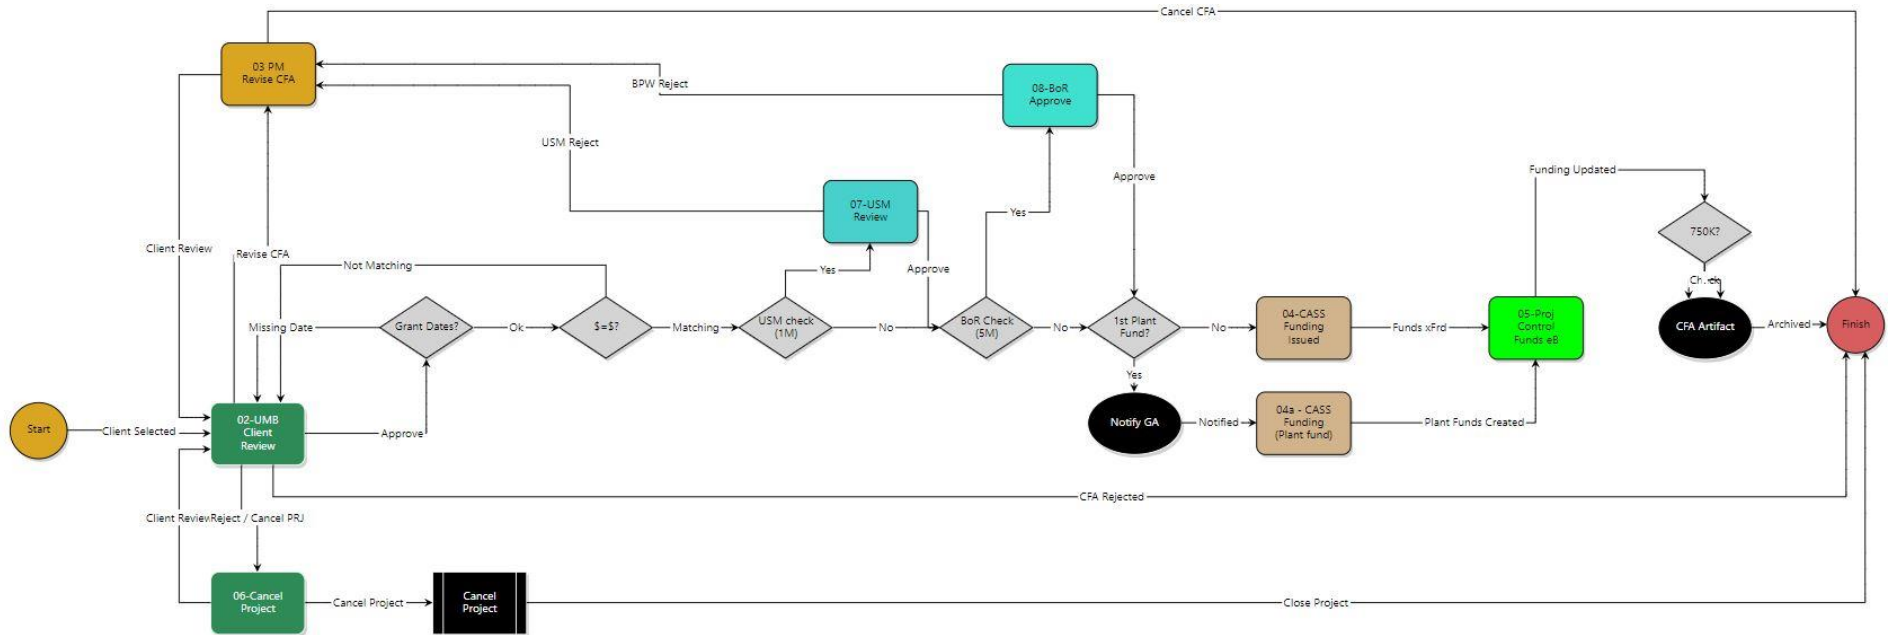 Cancel CFA
03 PM
Revise CFA
BPW Reject
08-BoR
Approve
USM Reject
Approve
Funding Updated
07-USM
Review
Yes
750K?
Client Review
Revise CFA
Not Matching
Yes
Approve
Missing Date
Grant Dates?
Ok
$=$?
Matching
USM check
(1M)
No
BoR Check
(5M)
No
1st Plant
Fund?
No
04-CASS
Funding
Issued
Funds xFrd
05-Proj
Control
Funds eB
CFA Artifact
Archived
Finish
Yes
Start
Client Selected
02-UMB
Client
Review
Approve
Notify GA
Notified
04a - CASS
Funding
(Plant fund)
Plant Funds Created
CFA Rejected
Client Review
Reject / Cancel PRJ
06-Cancel
Project
Cancel Project
Cancel
Project
Close Project